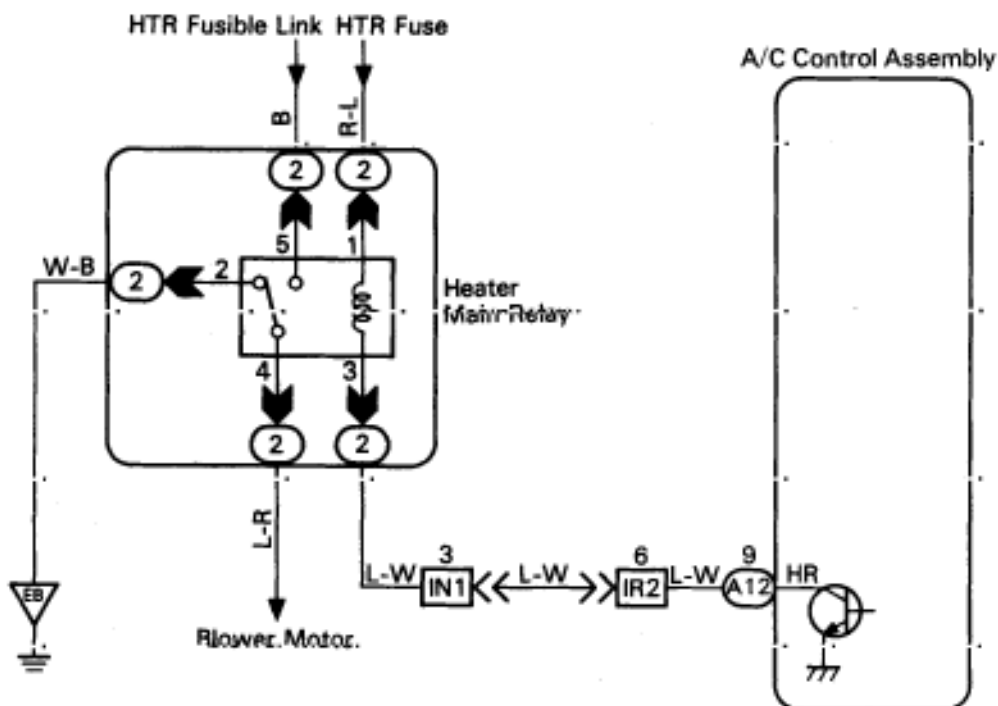 HTR Fusible Link HTR Fuse
A/C Control Assembly
B
R-L
2 2
5 1
W-B 2 2
Heater
Main Relay
4 3
2 2
L-R
3 6 9
L-W IN1 L-W IR2 L-W A12 HR
EB
Blower Motor